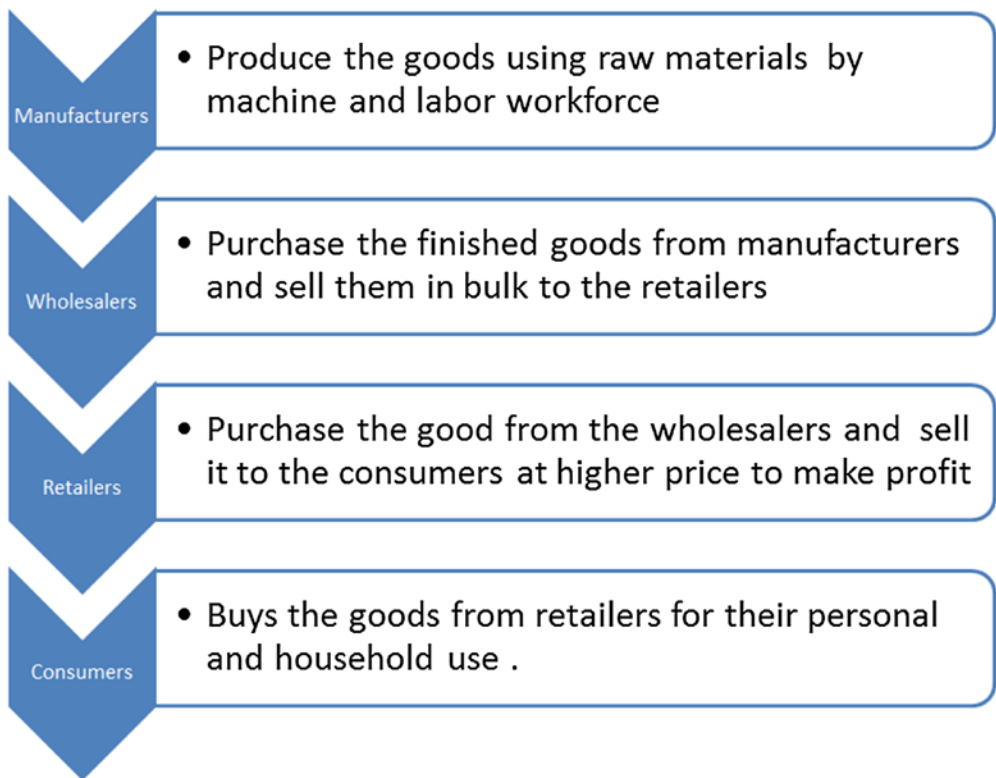 Manufacturers
• Produce the goods using raw materials by
machine and labor workforce
Wholesalers
• Purchase the finished goods from manufacturers
and sell them in bulk to the retailers
Retailers
• Purchase the good from the wholesalers and sell
it to the consumers at higher price to make profit
Consumers
• Buys the goods from retailers for their personal
and household use .